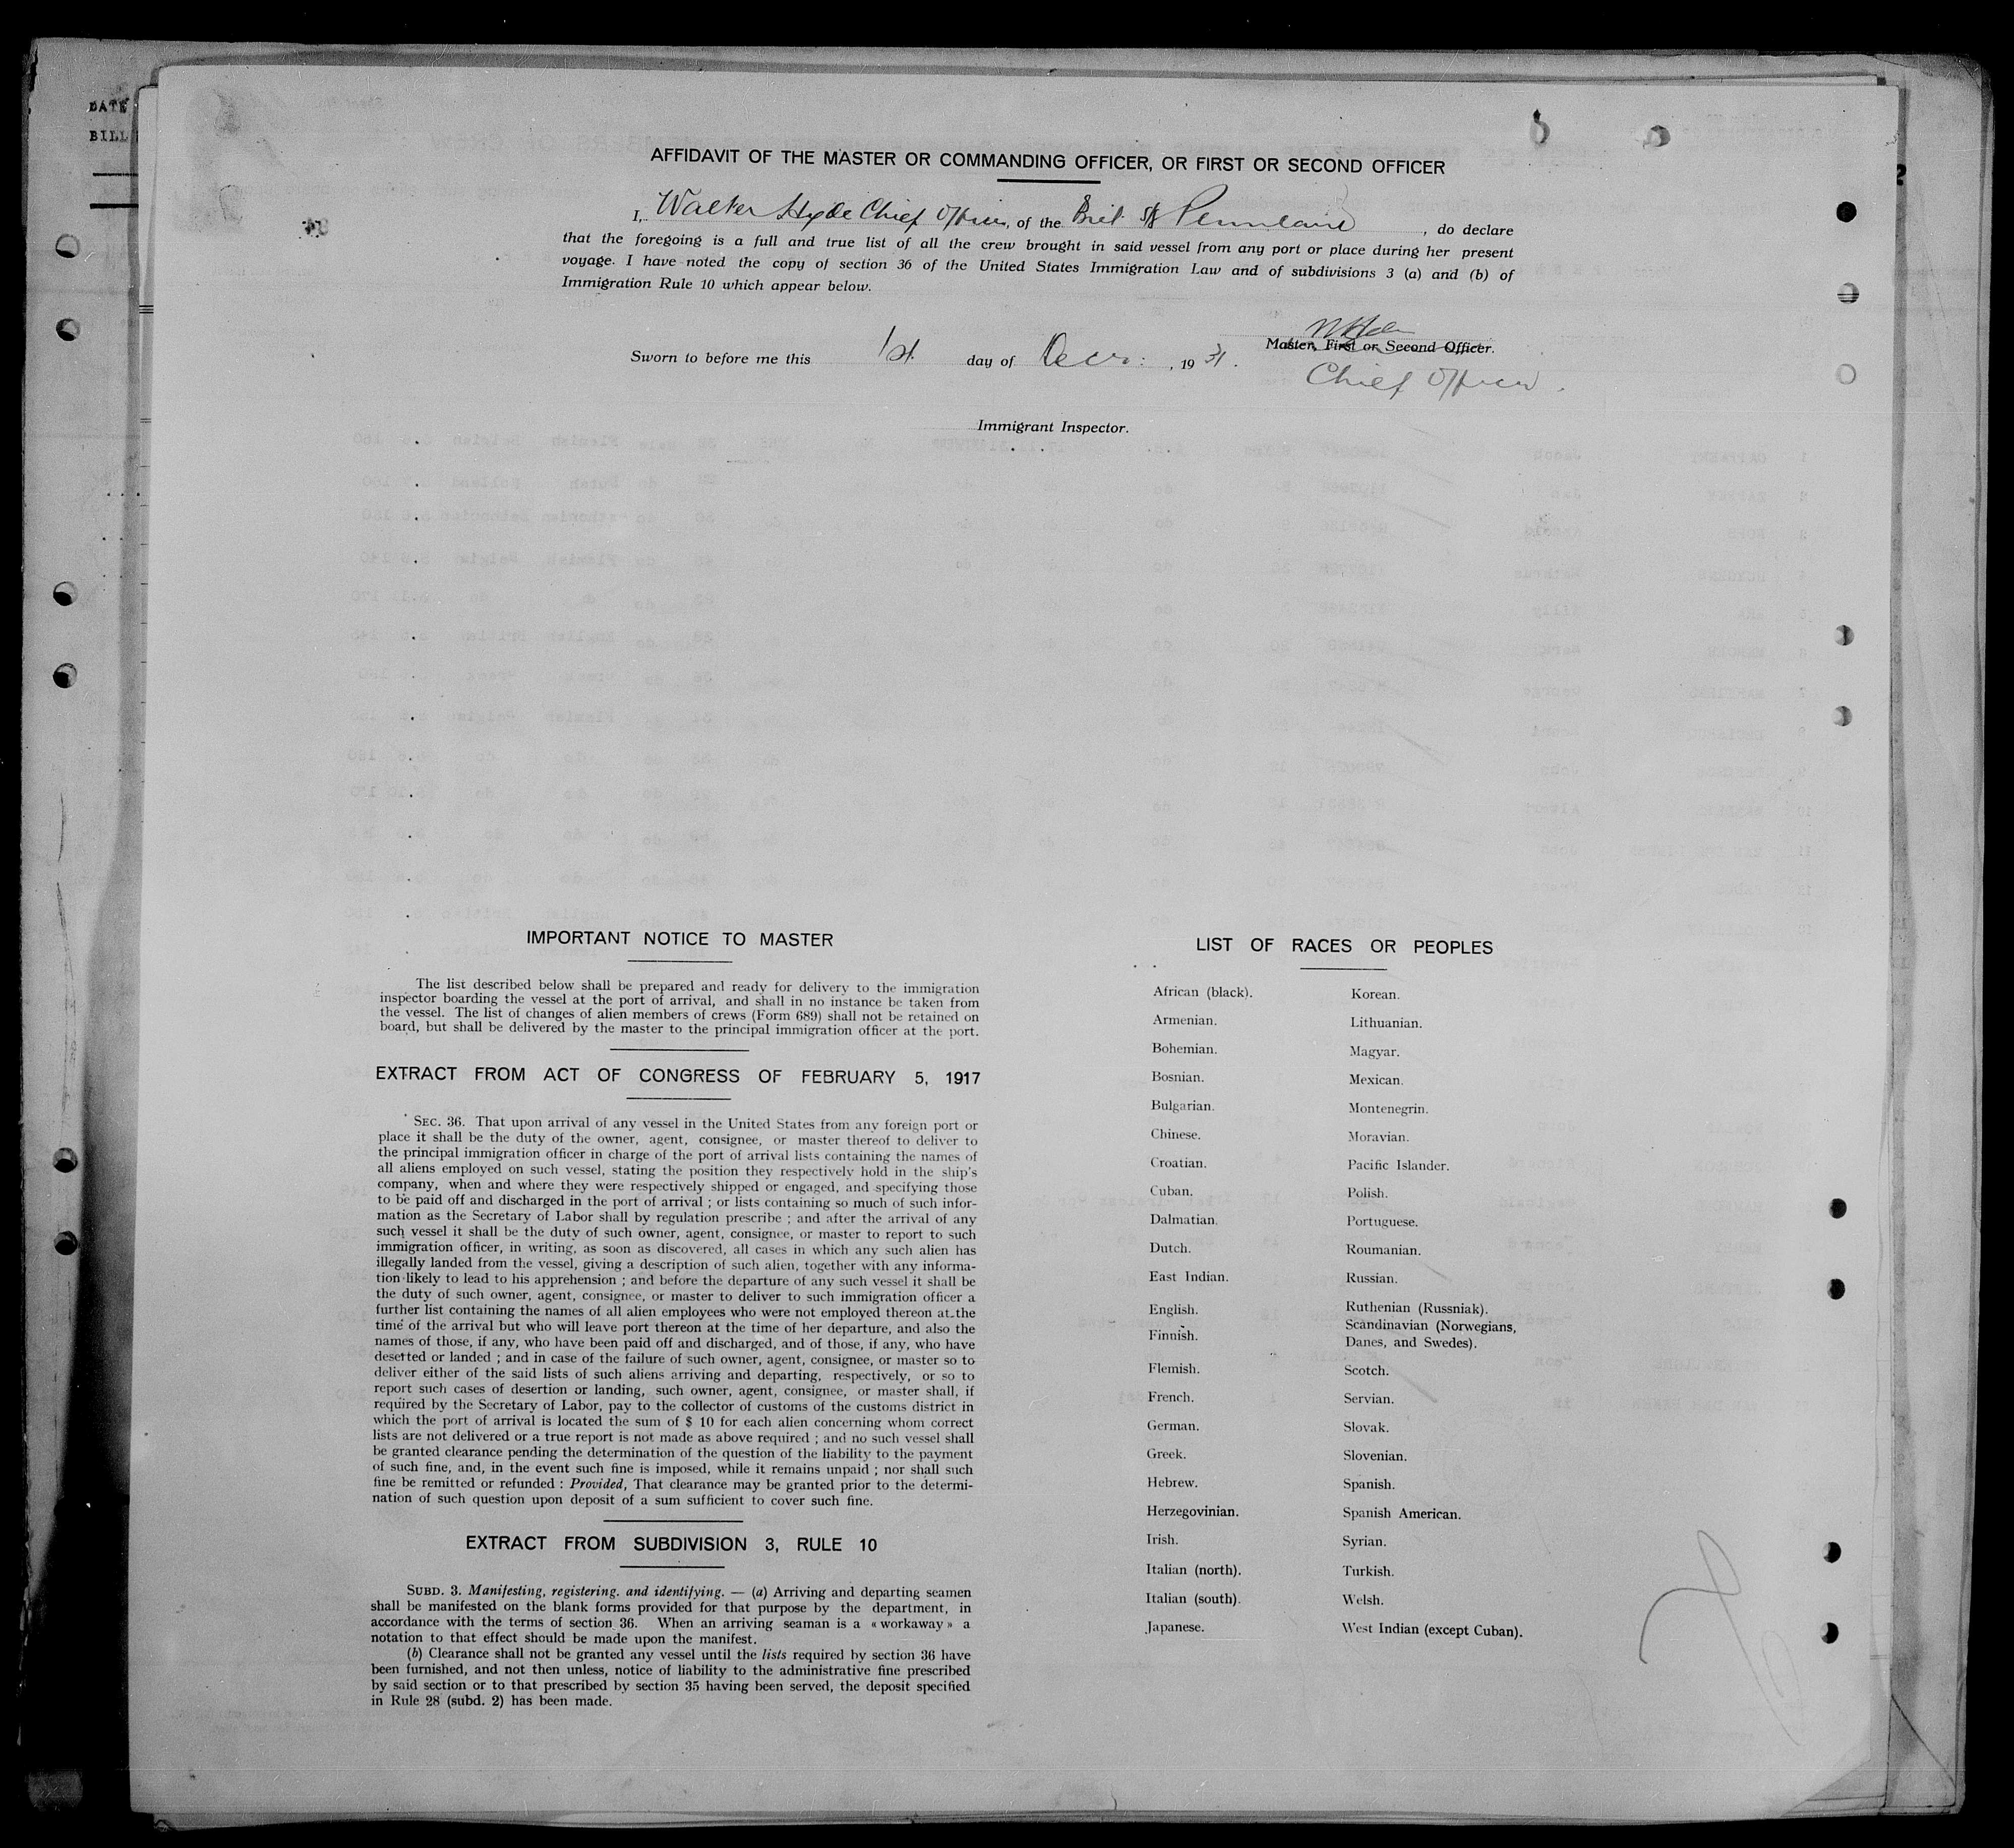 DATE
BILL
AFFIDAVIT OF THE MASTER OR COMMANDING OFFICER, OR FIRST OR SECOND OFFICER
I, Walter Hyde Chief Officer, of the Brit. SS Pennland, do declare
that the foregoing is a full and true list of all the crew brought in said vessel from any port or place during her present
voyage. I have noted the copy of section 36 of the United States Immigration Law and of subdivisions 3 (a) and (b) of
Immigration Rule 10 which appear below.
Master, First or Second Officer.
Sworn to before me this 1st day of Decr: , 19 31.
Chief Officer.
Immigrant Inspector.
IMPORTANT NOTICE TO MASTER
The list described below shall be prepared and ready for delivery to the immigration
inspector boarding the vessel at the port of arrival, and shall in no instance be taken from
the vessel. The list of changes of alien members of crews (Form 689) shall not be retained on
board, but shall be delivered by the master to the principal immigration officer at the port.
EXTRACT FROM ACT OF CONGRESS OF FEBRUARY 5, 1917
SEC. 36. That upon arrival of any vessel in the United States from any foreign port or
place it shall be the duty of the owner, agent, consignee, or master thereof to deliver to
the principal immigration officer in charge of the port of arrival lists containing the names of
all aliens employed on such vessel, stating the position they respectively hold in the ship's
company, when and where they were respectively shipped or engaged, and specifying those
to be paid off and discharged in the port of arrival ; or lists containing so much of such infor-
mation as the Secretary of Labor shall by regulation prescribe ; and after the arrival of any
such vessel it shall be the duty of such owner, agent, consignee, or master to report to such
immigration officer, in writing, as soon as discovered, all cases in which any such alien has
illegally landed from the vessel, giving a description of such alien, together with any informa-
tion likely to lead to his apprehension ; and before the departure of any such vessel it shall be
the duty of such owner, agent, consignee, or master to deliver to such immigration officer a
further list containing the names of all alien employees who were not employed thereon at the
time of the arrival but who will leave port thereon at the time of her departure, and also the
names of those, if any, who have been paid off and discharged, and of those, if any, who have
deserted or landed ; and in case of the failure of such owner, agent, consignee, or master so to
deliver either of the said lists of such aliens arriving and departing, respectively, or so to
report such cases of desertion or landing, such owner, agent, consignee, or master shall, if
required by the Secretary of Labor, pay to the collector of customs of the customs district in
which the port of arrival is located the sum of $ 10 for each alien concerning whom correct
lists are not delivered or a true report is not made as above required ; and no such vessel shall
be granted clearance pending the determination of the question of the liability to the payment
of such fine, and, in the event such fine is imposed, while it remains unpaid ; nor shall such
fine be remitted or refunded : Provided, That clearance may be granted prior to the determi-
nation of such question upon deposit of a sum sufficient to cover such fine.
EXTRACT FROM SUBDIVISION 3, RULE 10
SUBD. 3. Manifesting, registering. and identifying. — (a) Arriving and departing seamen
shall be manifested on the blank forms provided for that purpose by the department, in
accordance with the terms of section 36. When an arriving seaman is a « workaway » a
notation to that effect should be made upon the manifest.
(b) Clearance shall not be granted any vessel until the lists required by section 36 have
been furnished, and not then unless, notice of liability to the administrative fine prescribed
by said section or to that prescribed by section 35 having been served, the deposit specified
in Rule 28 (subd. 2) has been made.
LIST OF RACES OR PEOPLES
African (black).
Armenian.
Bohemian.
Bosnian.
Bulgarian.
Chinese.
Croatian.
Cuban.
Dalmatian.
Dutch.
East Indian.
English.
Finnish.
Flemish.
French.
German.
Greek.
Hebrew.
Herzegovinian.
Irish.
Italian (north).
Italian (south).
Japanese.
Korean.
Lithuanian.
Magyar.
Mexican.
Montenegrin.
Moravian.
Pacific Islander.
Polish.
Portuguese.
Roumanian.
Russian.
Ruthenian (Russniak).
Scandinavian (Norwegians,
Danes, and Swedes).
Scotch.
Servian.
Slovak.
Slovenian.
Spanish.
Spanish American.
Syrian.
Turkish.
Welsh.
West Indian (except Cuban).